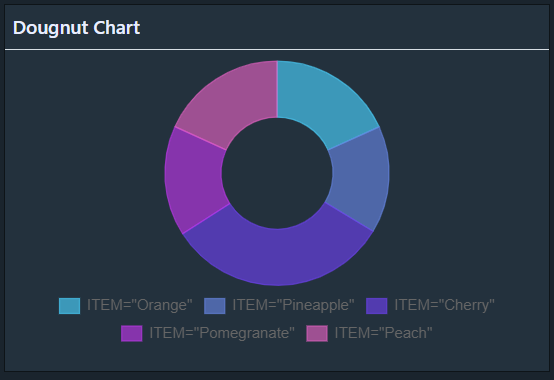 Dougnut Chart
ITEM="Orange" ITEM="Pineapple" ITEM="Cherry"
ITEM="Pomegranate" ITEM="Peach"